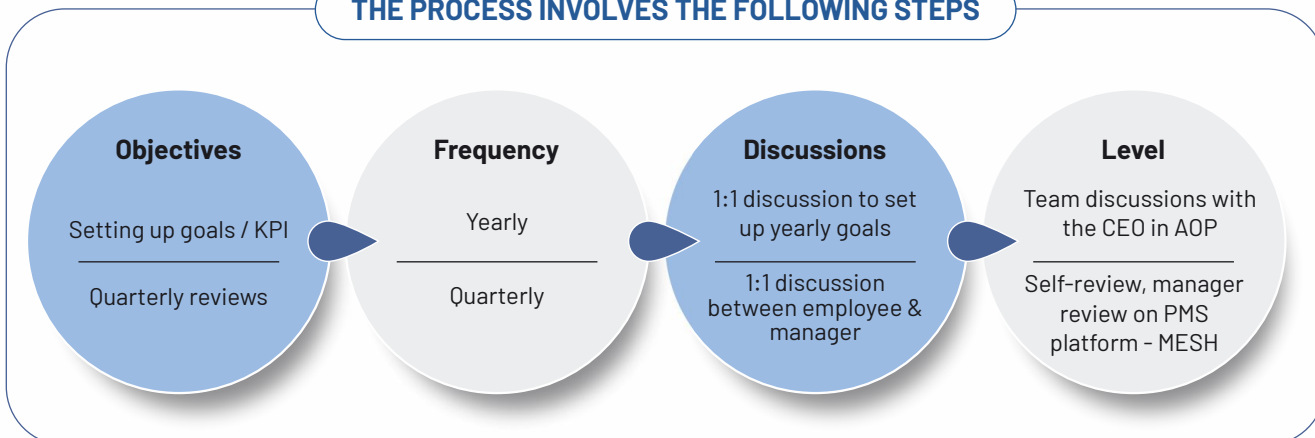 THE PROCESS INVOLVES THE FOLLOWING STEPS
Objectives
Setting up goals / KPI
Quarterly reviews
Frequency
Yearly
Quarterly
Discussions
1:1 discussion to set
up yearly goals
1:1 discussion
between employee &
manager
Level
Team discussions with
the CEO in AOP
Self-review, manager
review on PMS
platform - MESH